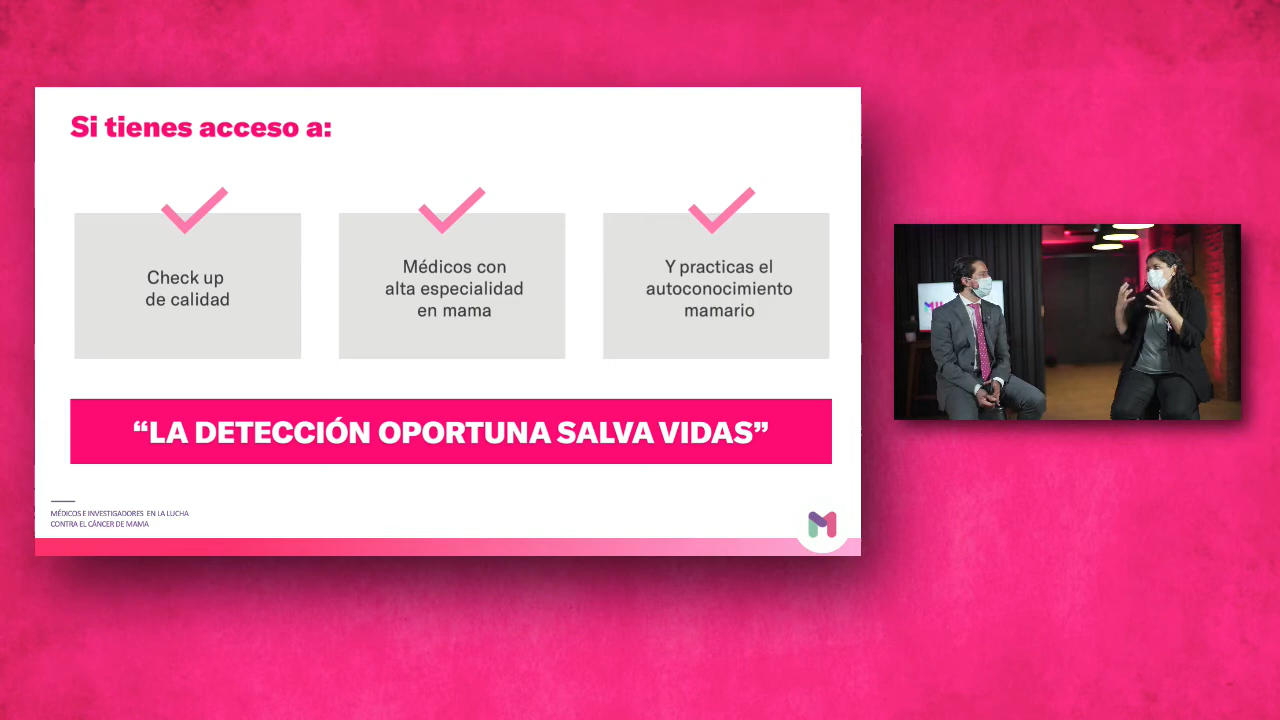 Si tienes acceso a:
Check up
de calidad
Médicos con
alta especialidad
en mama
Y practicas el
autoconocimiento
mamario
“LA DETECCIÓN OPORTUNA SALVA VIDAS”
MÉDICOS E INVESTIGADORES EN LA LUCHA
CONTRA EL CÁNCER DE MAMA